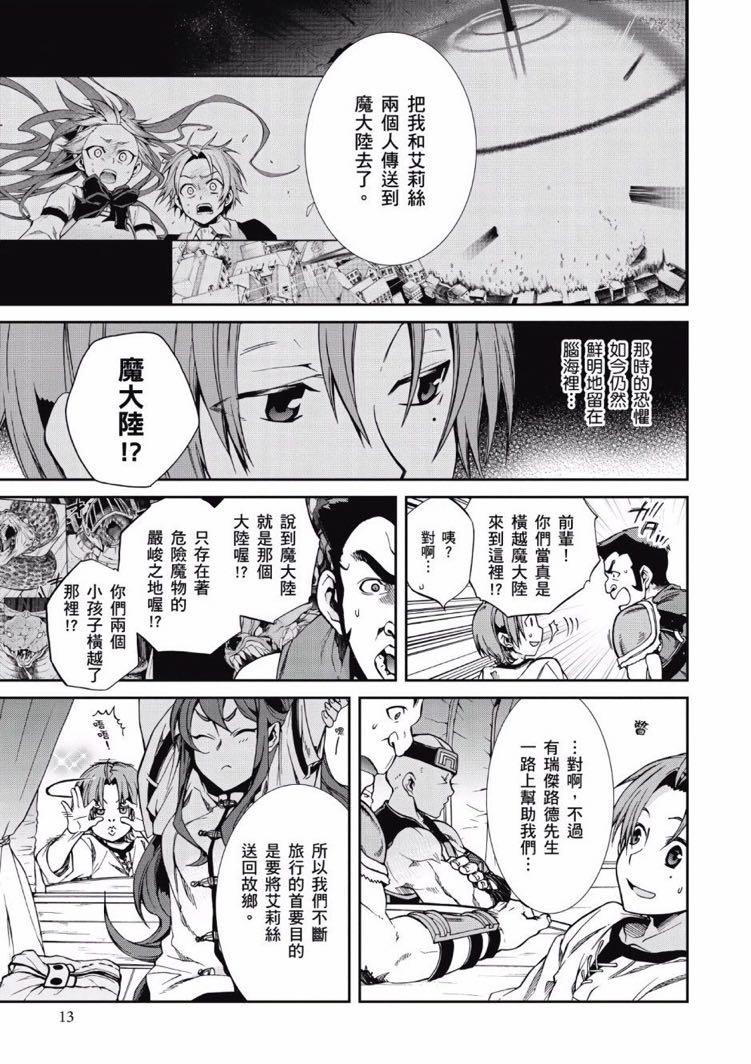 把我和艾莉絲
兩個人傳送到
魔大陸去了。
那時的恐懼
如今仍然
鮮明地留在
腦海裡…
魔大陸!?
前輩！
你們當真是
橫越魔大陸
來到這裡!?
咦？
對啊…
說到魔大陸
就是那個
大陸喔!?
只存在著
危險魔物的
嚴峻之地喔!?
你們兩個
小孩子橫越了
那裡!?
瞥
…對啊，不過
有瑞傑路德先生
一路上幫助我們…
嗯
所以我們不斷
旅行的首要目的
是要將艾莉絲
送回故鄉。
唔唔！
13